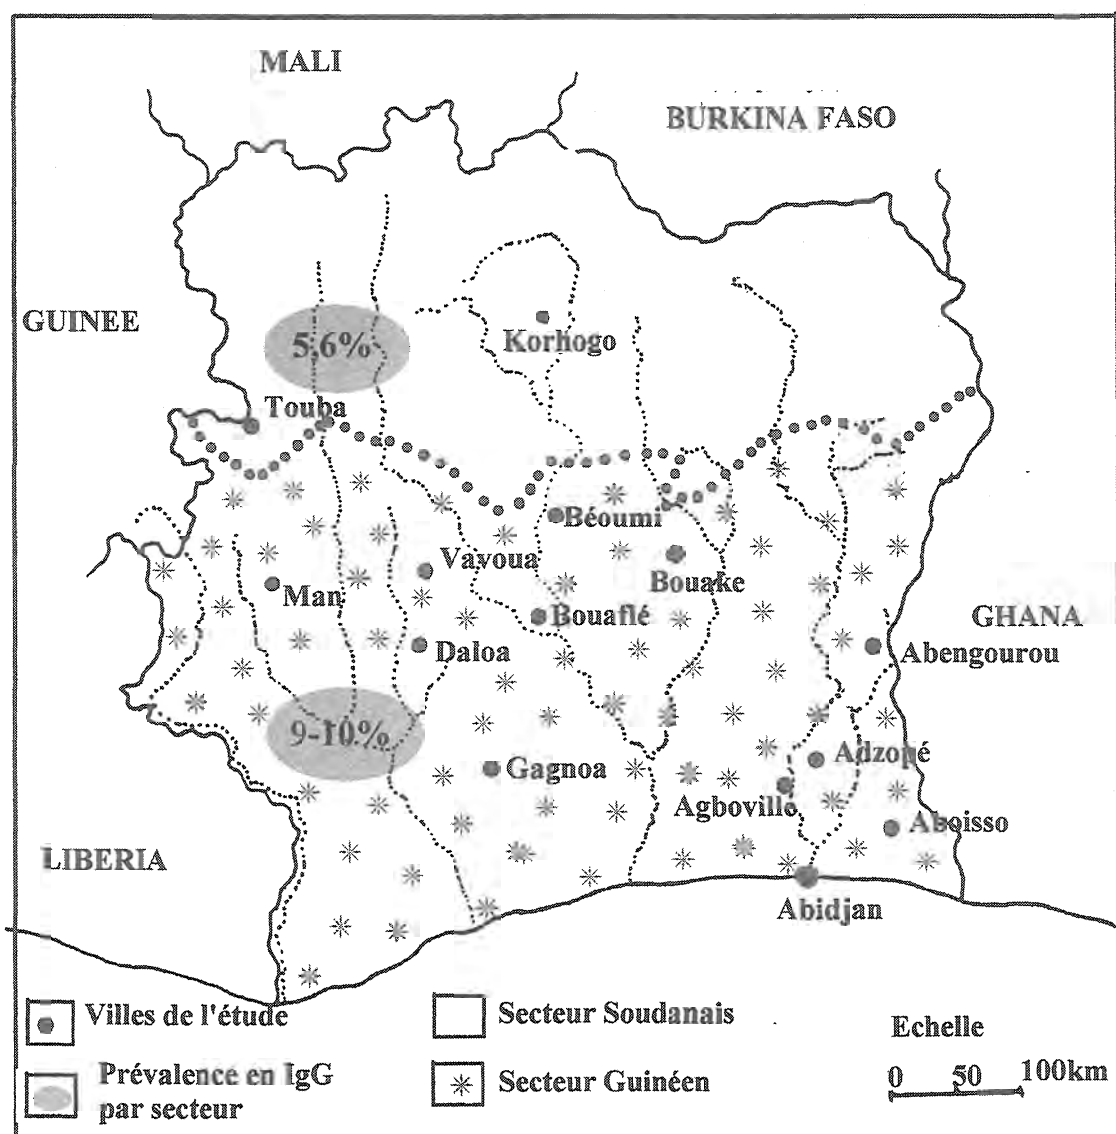 MALI
BURKINA FASO
GUINEE
5,6%
Korhogo
Touba
Béoumi
Vavoua
Bouake
Man
Bouaflé
GHANA
Daloa
Abengourou
9-10%
Gagnoa
Adzopé
Agboville
Aboisso
LIBERIA
Abidjan
Villes de l'étude
Secteur Soudanais
Echelle
Prévalence en IgG
par secteur
Secteur Guinéen
0 50 100km